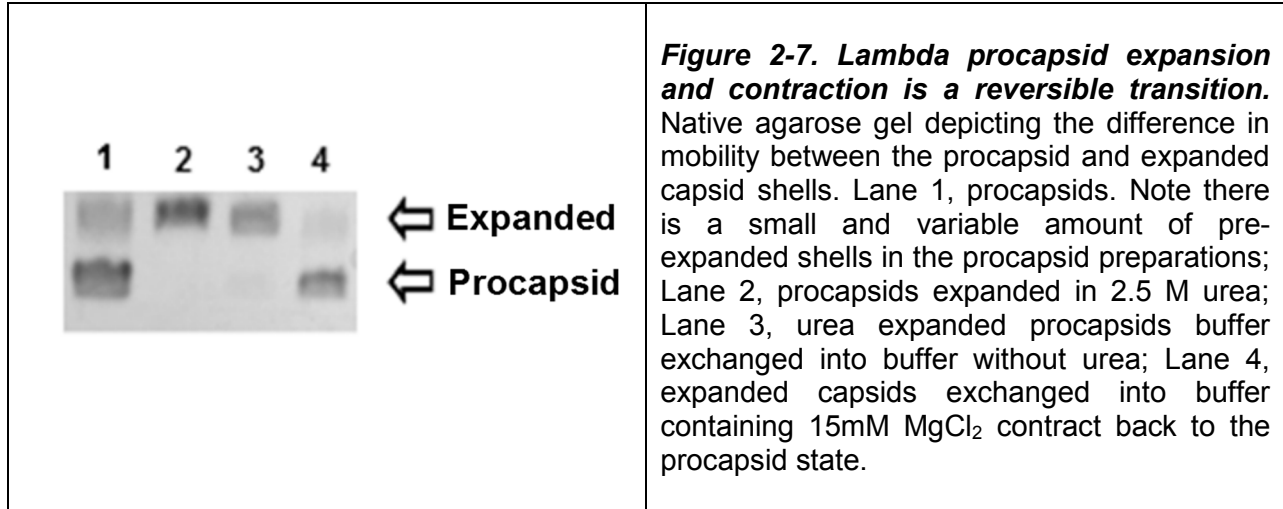 1 2 3 4
Expanded
Procapsid
Figure 2-7. Lambda procapsid expansion
and contraction is a reversible transition.
Native agarose gel depicting the difference in
mobility between the procapsid and expanded
capsid shells. Lane 1, procapsids. Note there
is a small and variable amount of pre-
expanded shells in the procapsid preparations;
Lane 2, procapsids expanded in 2.5 M urea;
Lane 3, urea expanded procapsids buffer
exchanged into buffer without urea; Lane 4,
expanded capsids exchanged into buffer
containing 15mM MgCl₂ contract back to the
procapsid state.